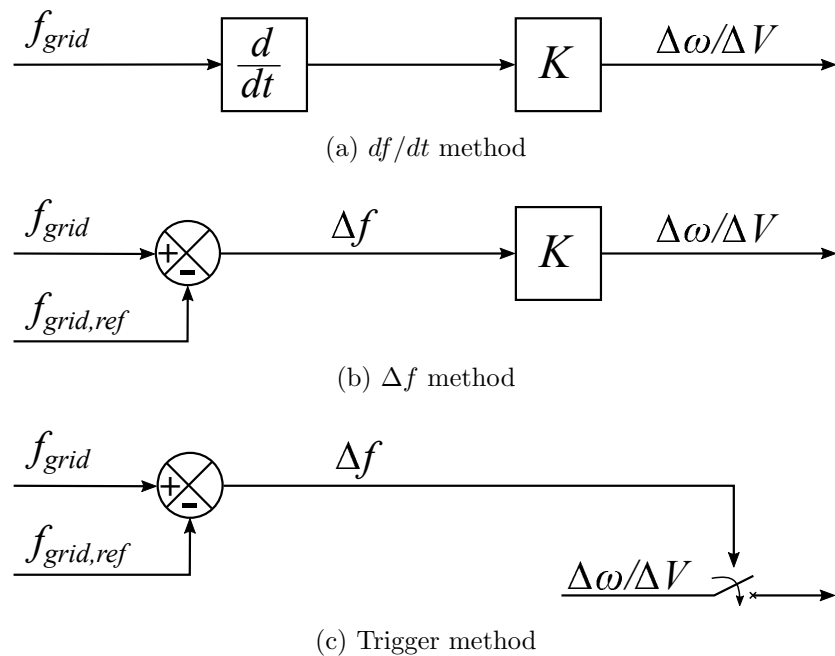 f_grid
d/dt
K
Δω/ΔV
(a) df/dt method
f_grid
+
-
Δf
K
Δω/ΔV
f_grid,ref
(b) Δf method
f_grid
+
-
Δf
f_grid,ref
Δω/ΔV
(c) Trigger method